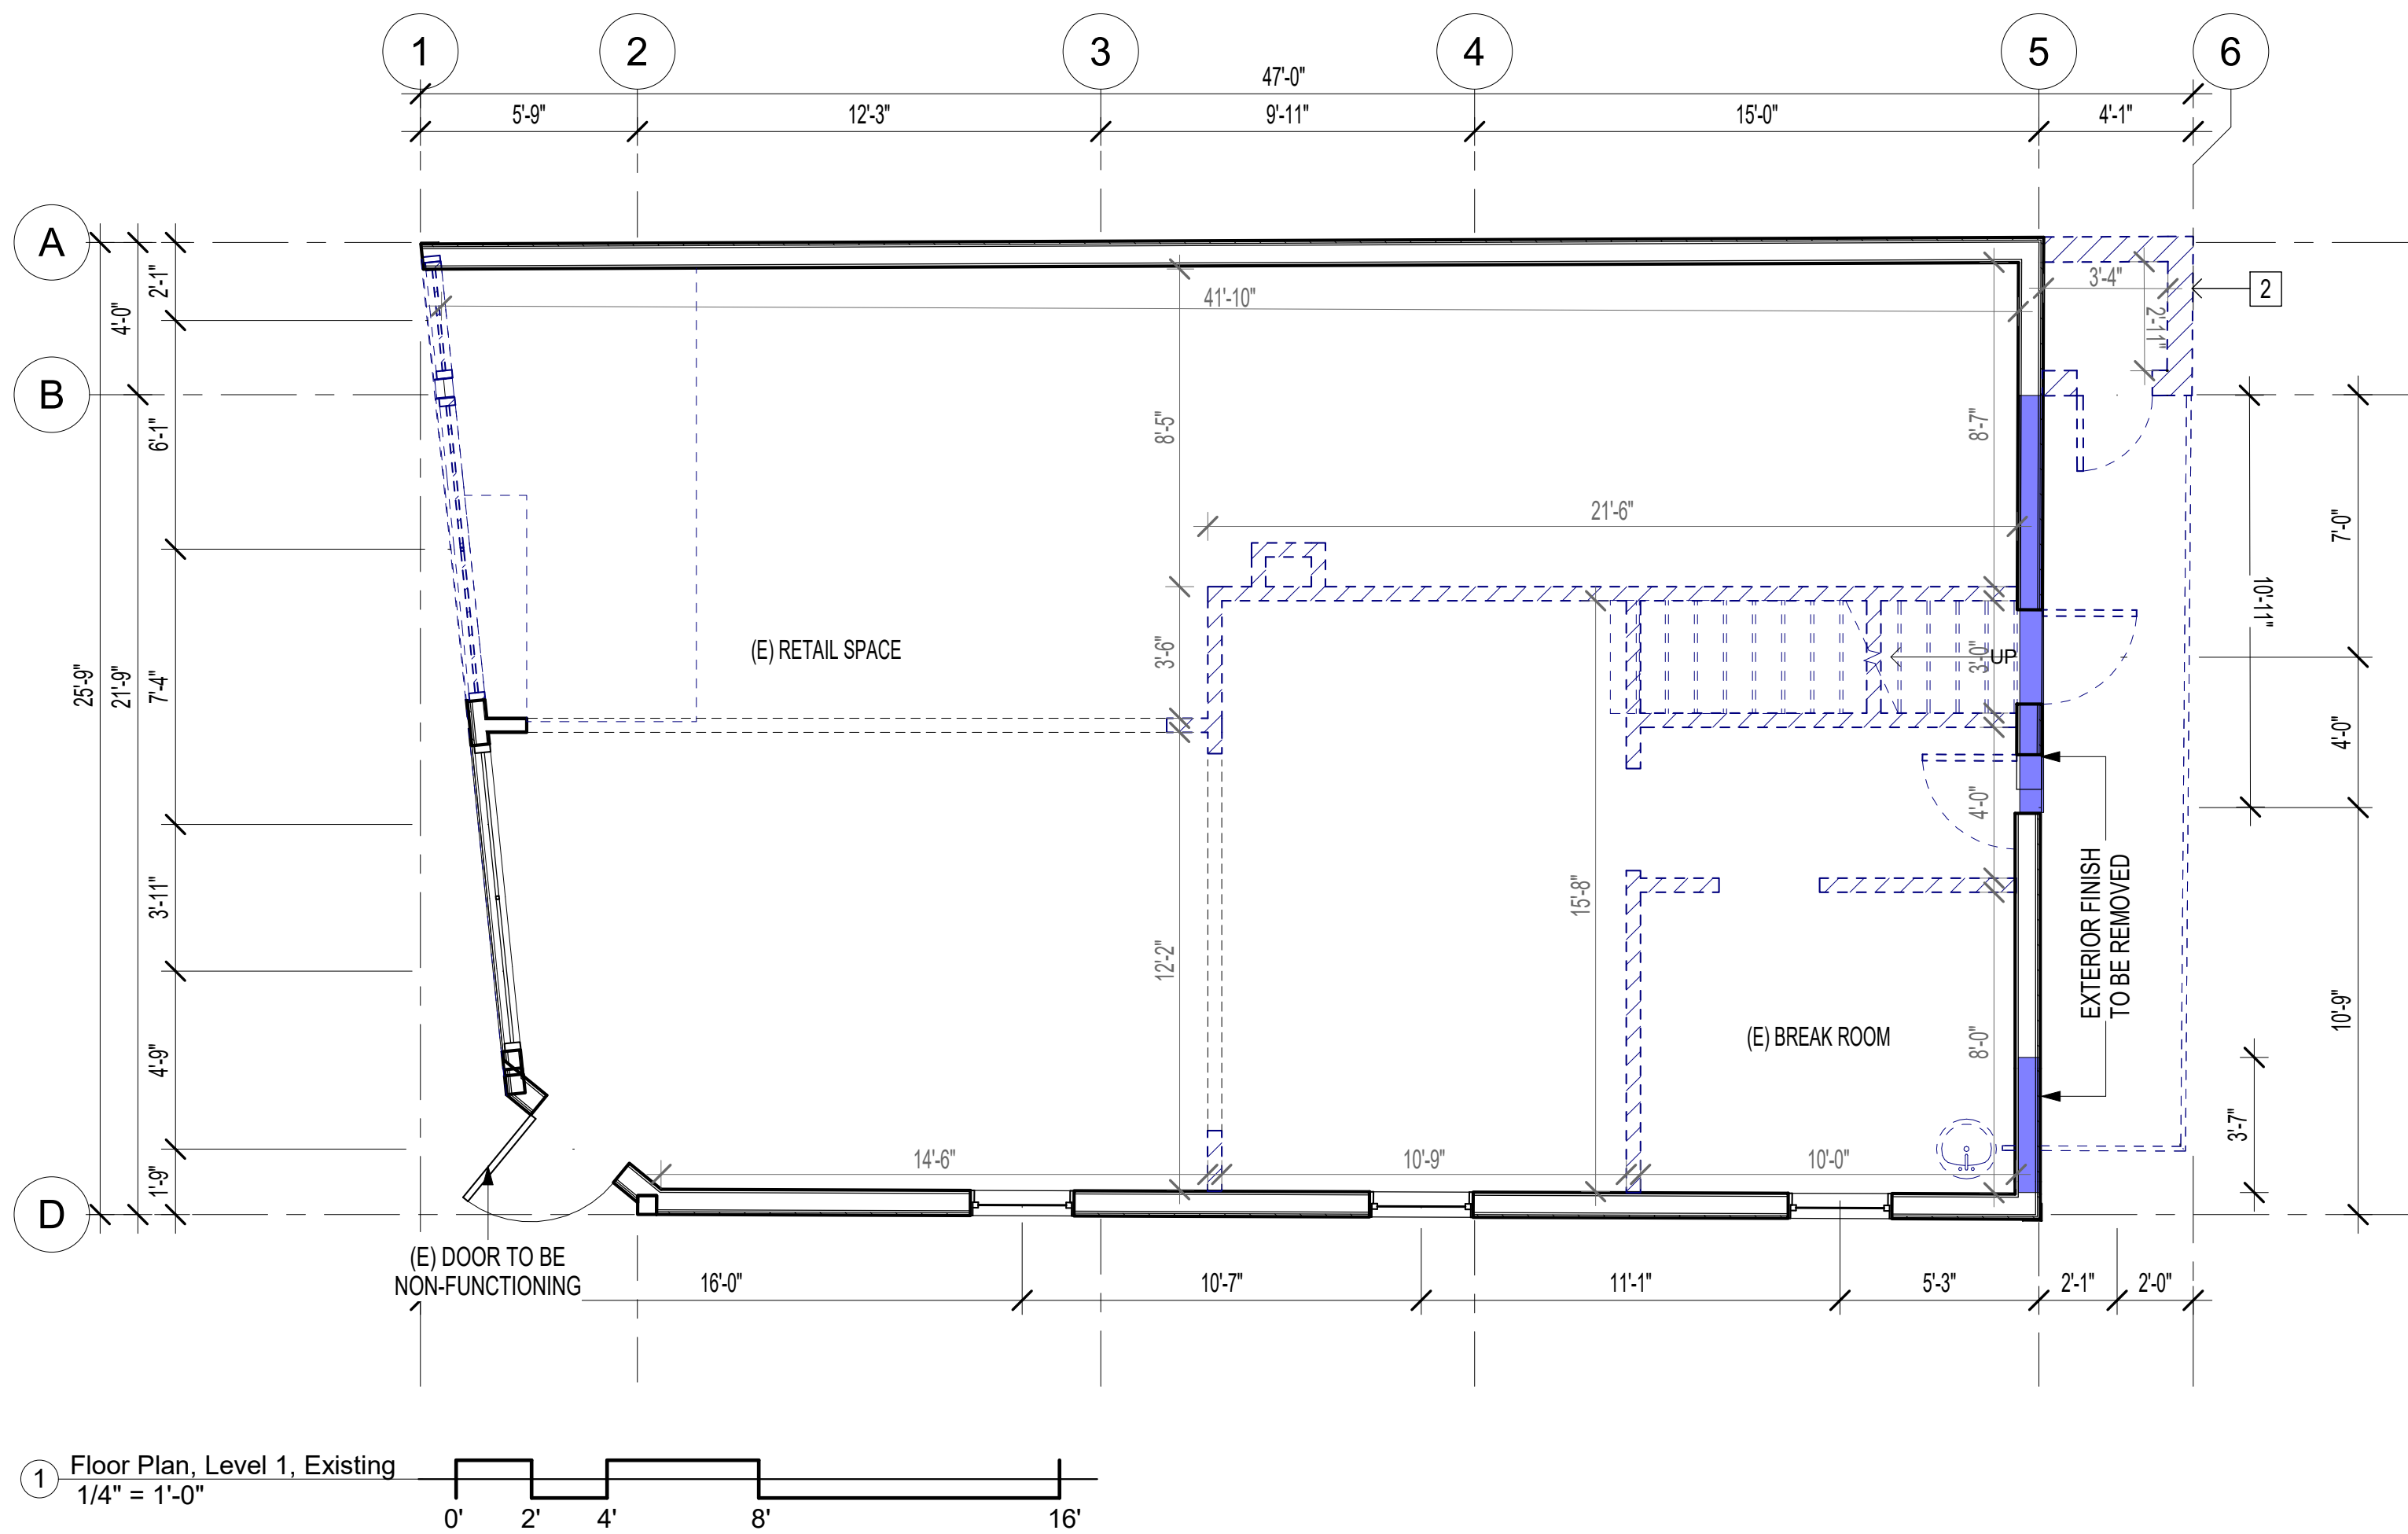 1 2 3 4 5 6
47'-0"
5'-9" 12'-3" 9'-11" 15'-0" 4'-1"
A
B
D
2'-1"
4'-0"
6'-1"
25'-9"
21'-9"
7'-4"
3'-11"
4'-9"
1'-9"
41'-10"
3'-4"
2
2'-11"
8'-5"
8'-7"
21'-6"
7'-0"
10'-11"
(E) RETAIL SPACE
3'-6"
3'-0"
UP
4'-0"
4'-0"
15'-8"
12'-2"
EXTERIOR FINISH
TO BE REMOVED
(E) BREAK ROOM
8'-0"
10'-9"
3'-7"
14'-6" 10'-9" 10'-0"
(E) DOOR TO BE
NON-FUNCTIONING
16'-0" 10'-7" 11'-1" 5'-3" 2'-1" 2'-0"
1 Floor Plan, Level 1, Existing
1/4" = 1'-0"
0' 2' 4' 8' 16'